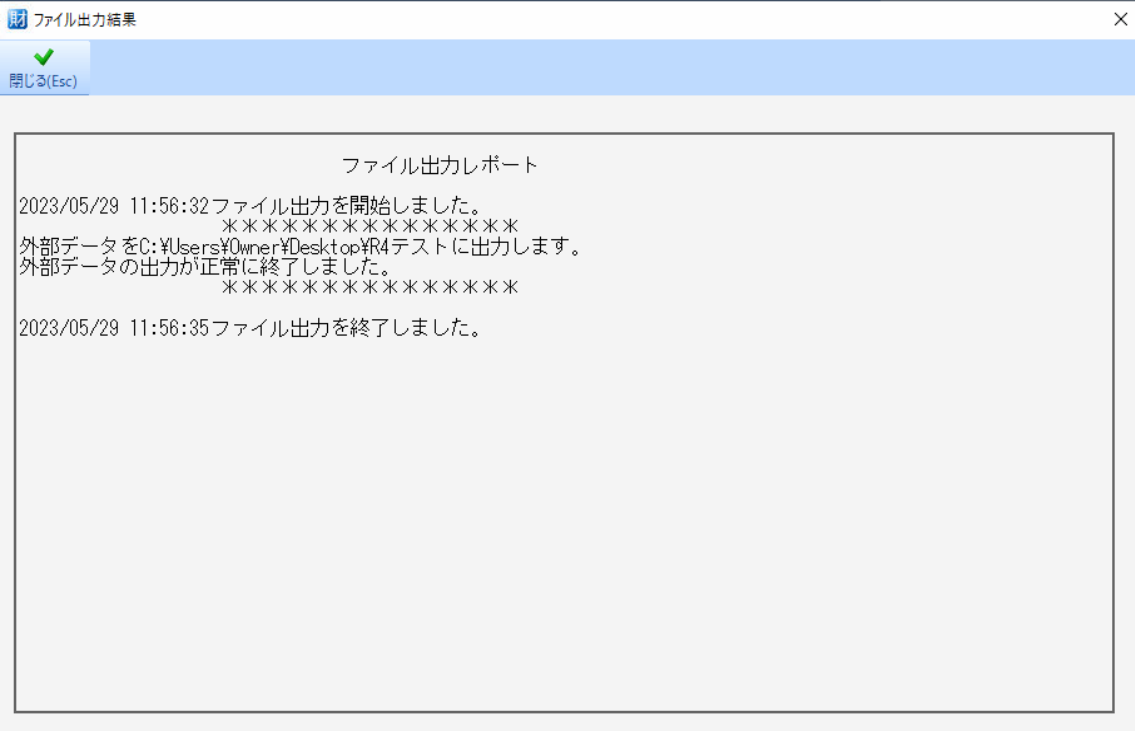 財 ファイル出力結果
閉じる(Esc)
ファイル出力レポート
2023/05/29 11:56:32ファイル出力を開始しました。
＊＊＊＊＊＊＊＊＊＊＊＊＊＊＊
外部データをC:¥Users¥Owner¥Desktop¥R4テストに出力します。
外部データの出力が正常に終了しました。
＊＊＊＊＊＊＊＊＊＊＊＊＊＊＊
2023/05/29 11:56:35ファイル出力を終了しました。